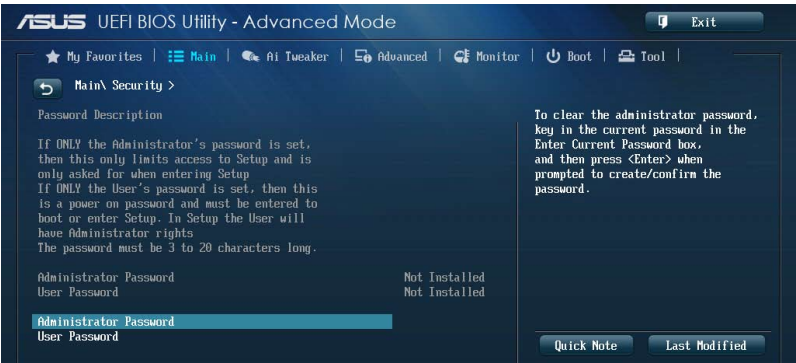 ASUS UEFI BIOS Utility - Advanced Mode
Exit
My Favorites | Main | Ai Tweaker | Advanced | Monitor | Boot | Tool |
Main\ Security >
Password Description
If ONLY the Administrator's password is set,
then this only limits access to Setup and is
only asked for when entering Setup
If ONLY the User's password is set, then this
is a power on password and must be entered to
boot or enter Setup. In Setup the User will
have Administrator rights
The password must be 3 to 20 characters long.
Administrator Password Not Installed
User Password Not Installed
Administrator Password
User Password
To clear the administrator password,
key in the current password in the
Enter Current Password box,
and then press <Enter> when
prompted to create/confirm the
password.
Quick Note
Last Modified